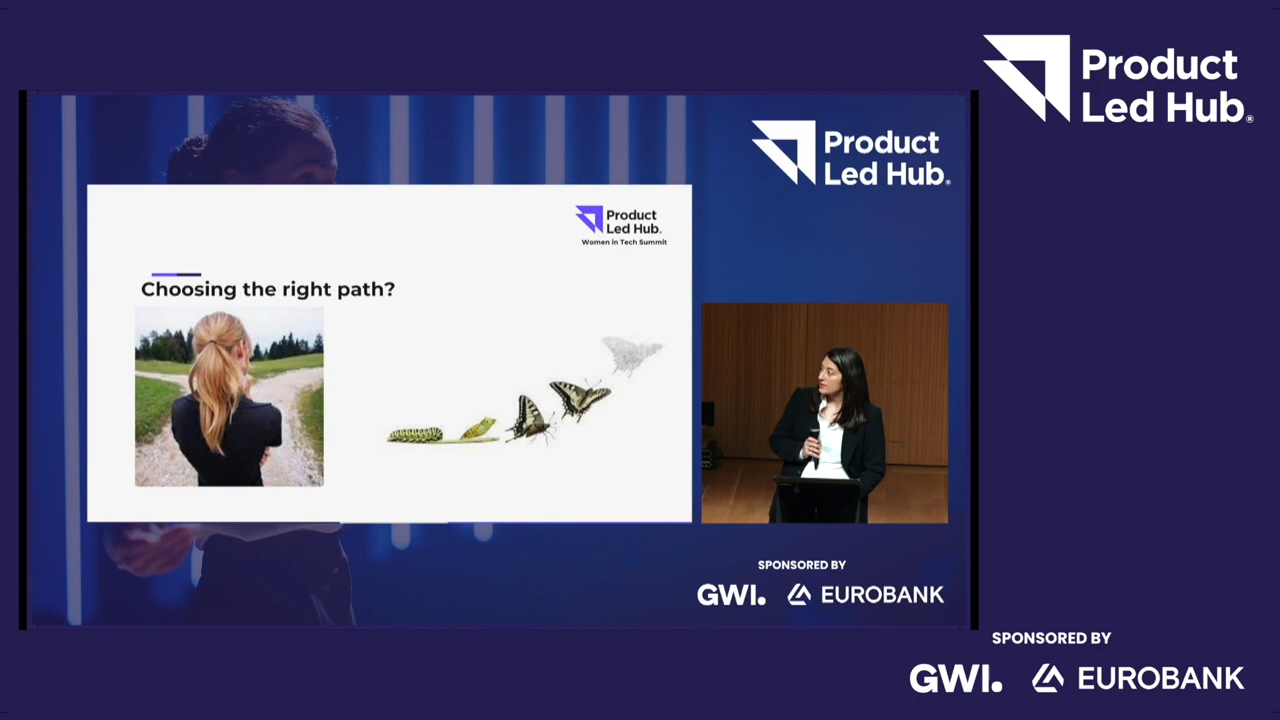 Product
Led Hub.®
Product
Led Hub.®
Product
Led Hub.
Women in Tech Summit
Choosing the right path?
SPONSORED BY
GWI. EUROBANK
SPONSORED BY
GWI. EUROBANK